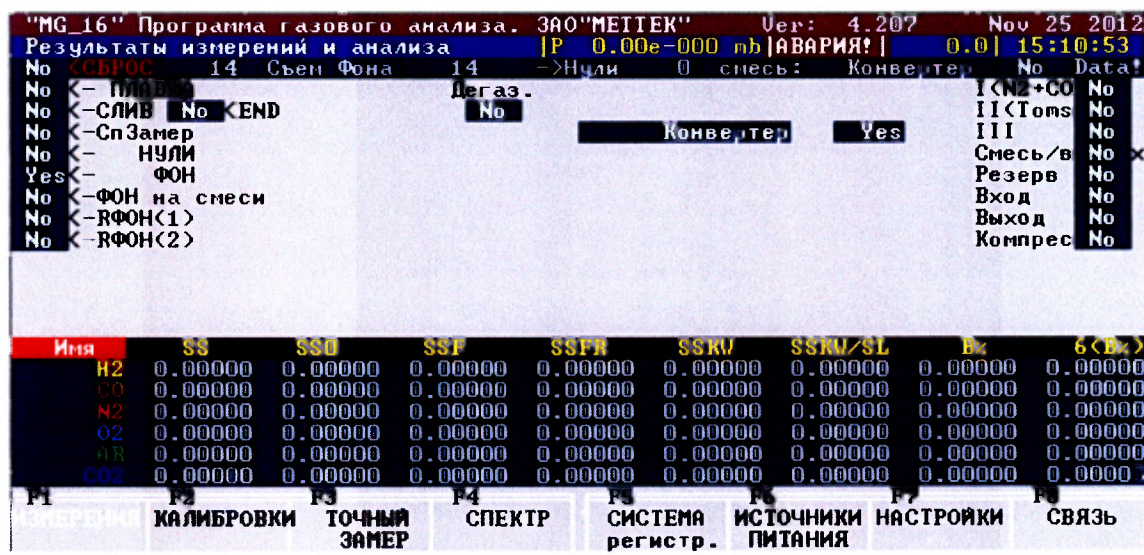 "MG_16" Программа газового анализа. ЗАО"МЕТТЕК" Ver: 4.207 Nov 25 2012
Результаты измерений и анализа |P 0.00e-000 mb|АВАРИЯ!| 0.0| 15:10:53
No <СБРОС 14 Съем Фона 14 ->Нули 0 смесь: Конвертер No Data!
No <- ПЛАВКА Дегаз. I<N2+CO No
No <-СЛИВ No <END No II<Toms No
No <-СпЗамер Конвертер Yes III No
No <- НУЛИ Смесь/в No
Yes<- ФОН Резерв No
No <-ФОН на смеси Вход No
No <-RФОН(1) Выход No
No <-RФОН(2) Компрес No
Имя SS SSO SSF SSFR SSKW SSKW/SL B% б(B%)
H2 0.00000 0.00000 0.00000 0.00000 0.00000 0.00000 0.00000 0.00000
CO 0.00000 0.00000 0.00000 0.00000 0.00000 0.00000 0.00000 0.00000
N2 0.00000 0.00000 0.00000 0.00000 0.00000 0.00000 0.00000 0.00000
O2 0.00000 0.00000 0.00000 0.00000 0.00000 0.00000 0.00000 0.00000
AR 0.00000 0.00000 0.00000 0.00000 0.00000 0.00000 0.00000 0.00000
CO2 0.00000 0.00000 0.00000 0.00000 0.00000 0.00000 0.00000 0.00000
F1 F2 F3 F4 F5 F6 F7 F8
ИЗМЕРЕНИЯ КАЛИБРОВКИ ТОЧНЫЙ СПЕКТР СИСТЕМА ИСТОЧНИКИ НАСТРОЙКИ СВЯЗЬ
ЗАМЕР регистр. ПИТАНИЯ